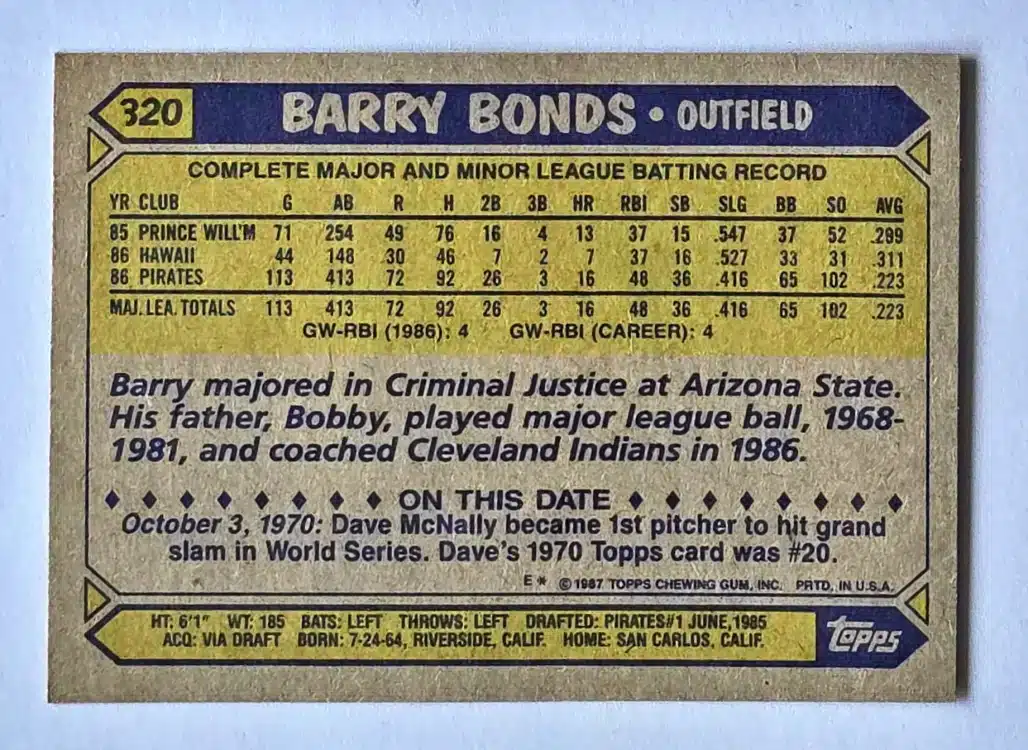 320 BARRY BONDS • OUTFIELD
COMPLETE MAJOR AND MINOR LEAGUE BATTING RECORD
YR CLUB G AB R H 2B 3B HR RBI SB SLG BB SO AVG
85 PRINCE WILL'M 71 254 49 76 16 4 13 37 15 .547 37 52 .299
86 HAWAII 44 148 30 46 7 2 7 37 16 .527 33 31 .311
86 PIRATES 113 413 72 92 26 3 16 48 36 .416 65 102 .223
MAJ. LEA. TOTALS 113 413 72 92 26 3 16 48 36 .416 65 102 .223
GW-RBI (1986): 4 GW-RBI (CAREER): 4
Barry majored in Criminal Justice at Arizona State.
His father, Bobby, played major league ball, 1968-
1981, and coached Cleveland Indians in 1986.
♦ ♦ ♦ ♦ ♦ ♦ ♦ ♦ ON THIS DATE ♦ ♦ ♦ ♦ ♦ ♦ ♦ ♦
October 3, 1970: Dave McNally became 1st pitcher to hit grand
slam in World Series. Dave's 1970 Topps card was #20.
E * © 1987 TOPPS CHEWING GUM, INC. PRTD. IN U.S.A.
HT: 6'1" WT: 185 BATS: LEFT THROWS: LEFT DRAFTED: PIRATES#1 JUNE,1985
ACQ: VIA DRAFT BORN: 7-24-64, RIVERSIDE, CALIF. HOME: SAN CARLOS, CALIF.
topps